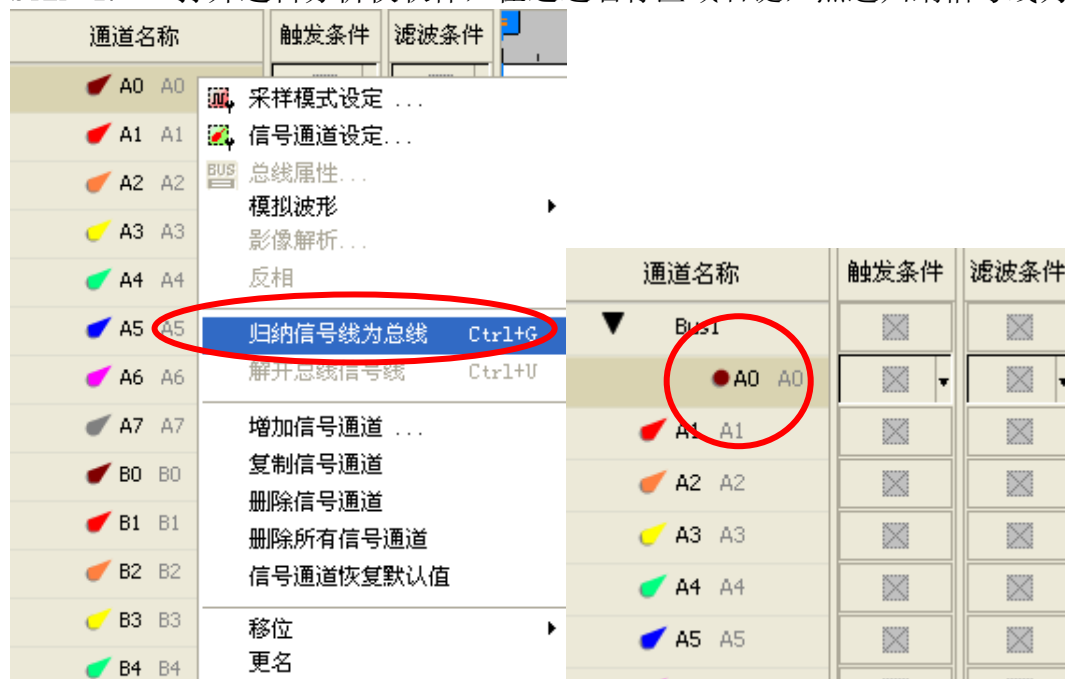 通道名称 触发条件 滤波条件
A0 A0
A1 A1
A2 A2
A3 A3
A4 A4
A5 A5
A6 A6
A7 A7
B0 B0
B1 B1
B2 B2
B3 B3
B4 B4
采样模式设定 ...
信号通道设定...
BUS 总线属性...
模拟波形
影像解析...
反相
归纳信号线为总线 Ctrl+G
解开总线信号线 Ctrl+U
增加信号通道 ...
复制信号通道
删除信号通道
删除所有信号通道
信号通道恢复默认值
移位
更名
通道名称 触发条件 滤波条件
Bus1
A0 A0
A1 A1
A2 A2
A3 A3
A4 A4
A5 A5